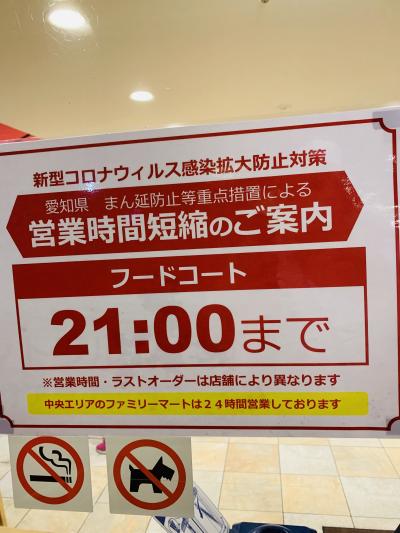 新型コロナウィルス感染拡大防止対策
愛知県 まん延防止等重点措置による
営業時間短縮のご案内
フードコート
21:00まで
※営業時間・ラストオーダーは店舗により異なります
中央エリアのファミリーマートは24時間営業しております